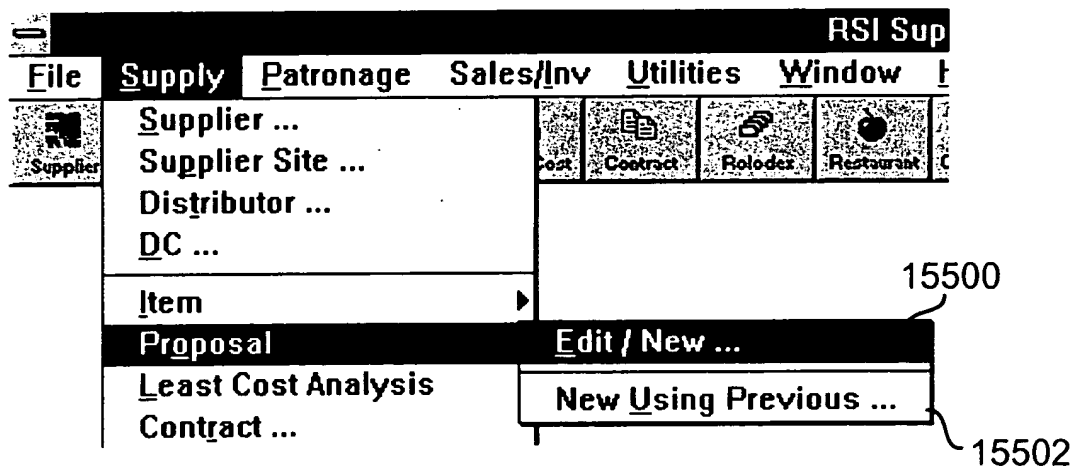 RSI Sup
File Supply Patronage Sales/Inv Utilities Window
Supplier Cost Contract Rolodex Restaurant
Supplier ...
Supplier Site ...
Distributor ...
DC ...
Item
Proposal
Least Cost Analysis
Contract ...
15500
Edit / New ...
New Using Previous ...
15502